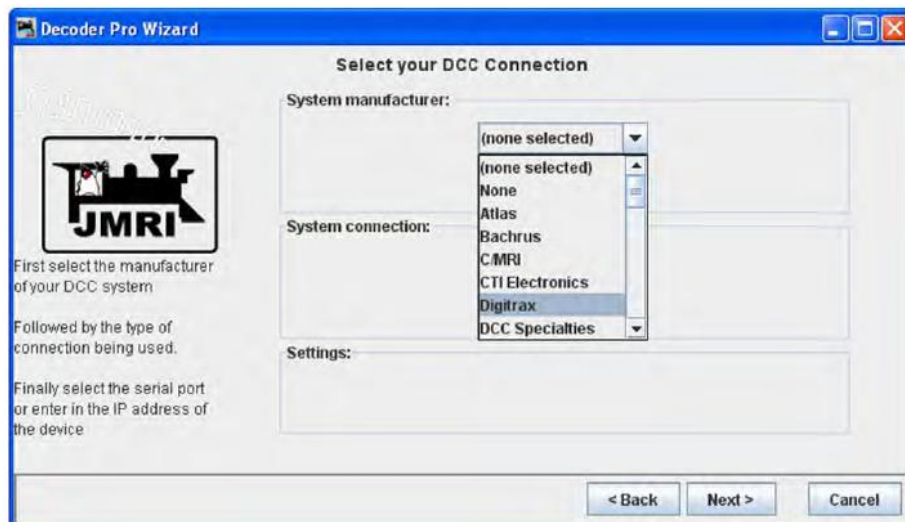 Decoder Pro Wizard
Select your DCC Connection
System manufacturer:
(none selected)
(none selected)
None
Atlas
Bachrus
C/MRI
CTI Electronics
Digitrax
DCC Specialties
System connection:
Settings:
JMRI
First select the manufacturer
of your DCC system
Followed by the type of
connection being used.
Finally select the serial port
or enter in the IP address of
the device
< Back
Next >
Cancel